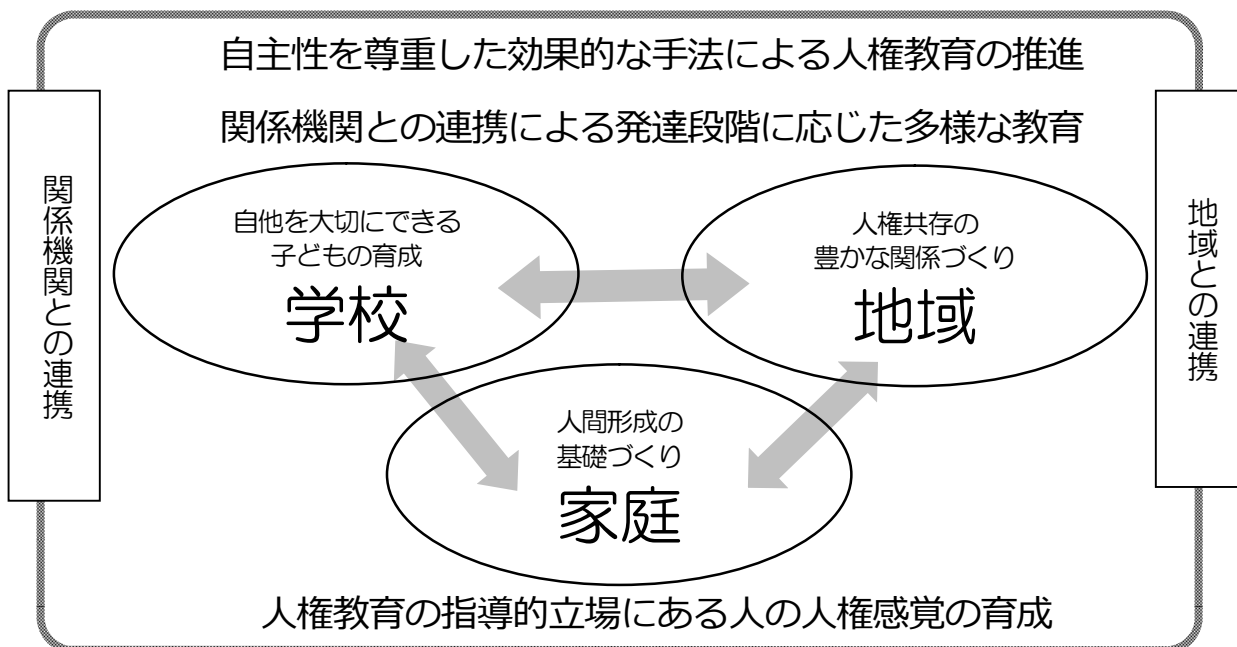 自主性を尊重した効果的な手法による人権教育の推進
関係機関との連携による発達段階に応じた多様な教育
関係機関との連携
自他を大切にできる
子どもの育成
学校
人権共存の
豊かな関係づくり
地域
地域との連携
人間形成の
基礎づくり
家庭
人権教育の指導的立場にある人の人権感覚の育成